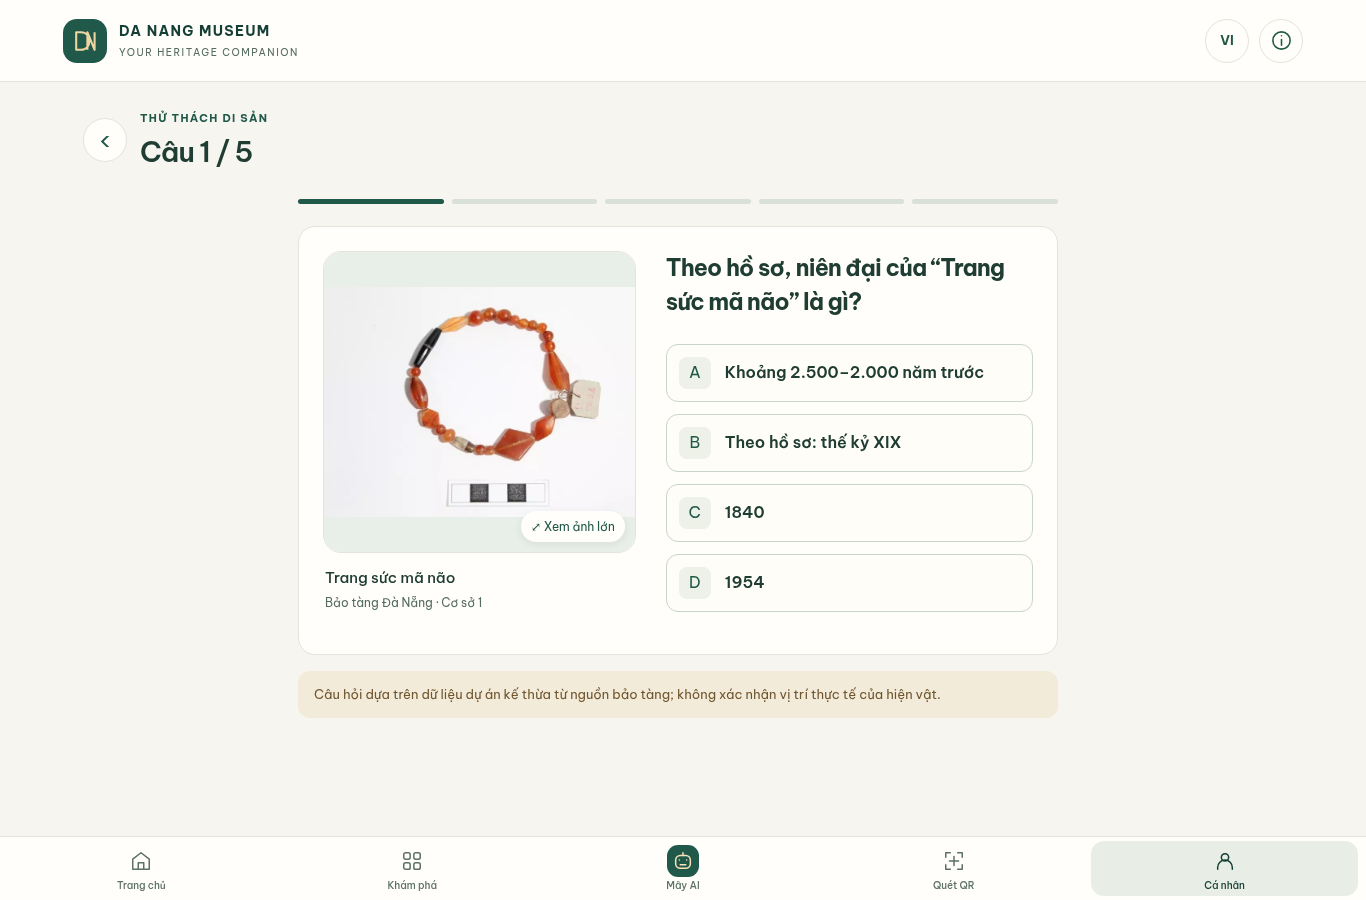 DA NANG MUSEUM
YOUR HERITAGE COMPANION
VI
THỬ THÁCH DI SẢN
Câu 1 / 5
Theo hồ sơ, niên đại của “Trang
sức mã não” là gì?
A Khoảng 2.500–2.000 năm trước
B Theo hồ sơ: thế kỷ XIX
C 1840
D 1954
⤢ Xem ảnh lớn
Trang sức mã não
Bảo tàng Đà Nẵng · Cơ sở 1
Câu hỏi dựa trên dữ liệu dự án kế thừa từ nguồn bảo tàng; không xác nhận vị trí thực tế của hiện vật.
Trang chủ
Khám phá
Mây AI
Quét QR
Cá nhân